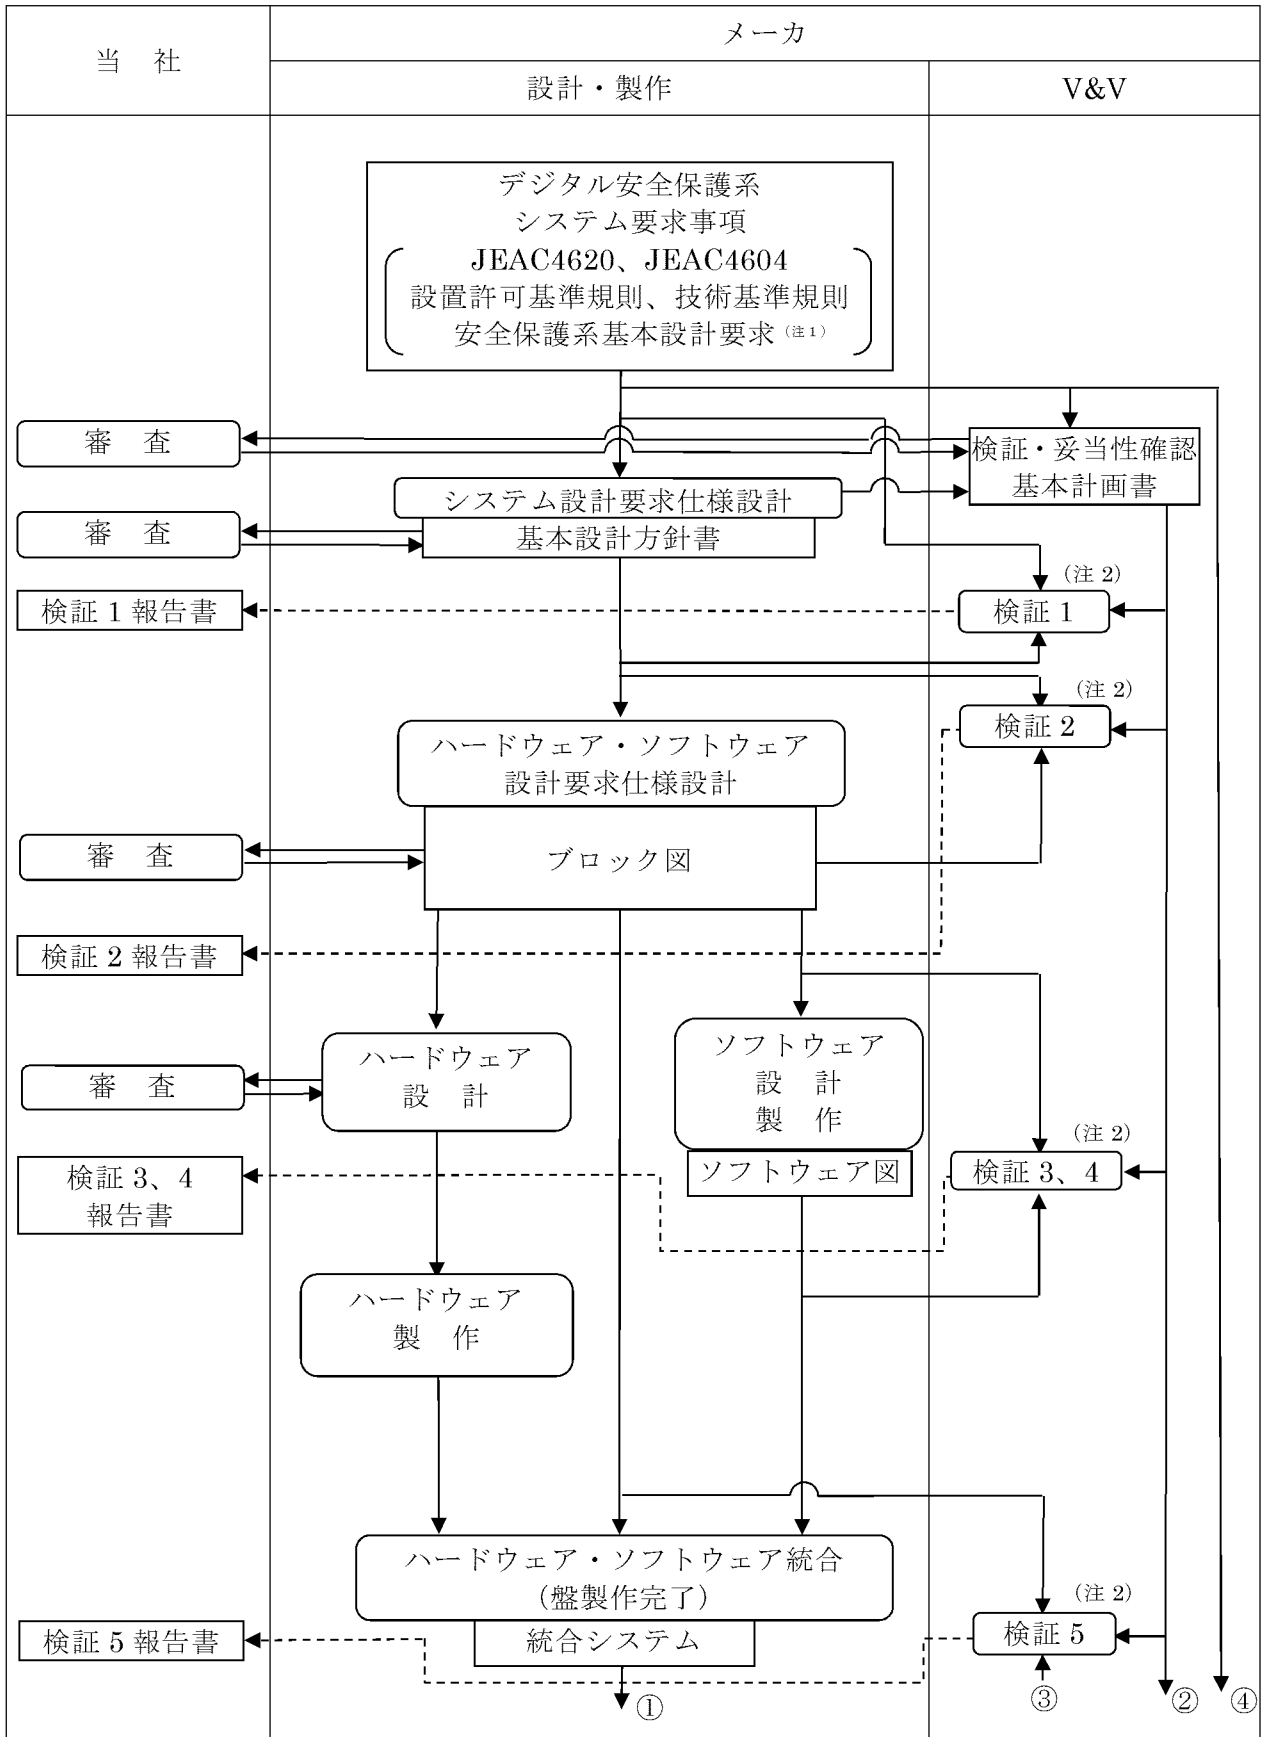 メーカ
当　社
設計・製作
V&V
デジタル安全保護系
システム要求事項
JEAC4620、JEAC4604
設置許可基準規則、技術基準規則
安全保護系基本設計要求(注1)
審　査
検証・妥当性確認
基本計画書
システム設計要求仕様設計
審　査
基本設計方針書
(注 2)
検証 1 報告書
検証 1
(注 2)
検証 2
ハードウェア・ソフトウェア
設計要求仕様設計
審　査
ブロック図
検証 2 報告書
ハードウェア
設　計
ソフトウェア
設　計
製　作
審　査
(注 2)
検証 3、4
報告書
ソフトウェア図
検証 3、4
ハードウェア
製　作
ハードウェア・ソフトウェア統合
(盤製作完了)
(注 2)
検証 5 報告書
統合システム
検証 5
①
③
②
④